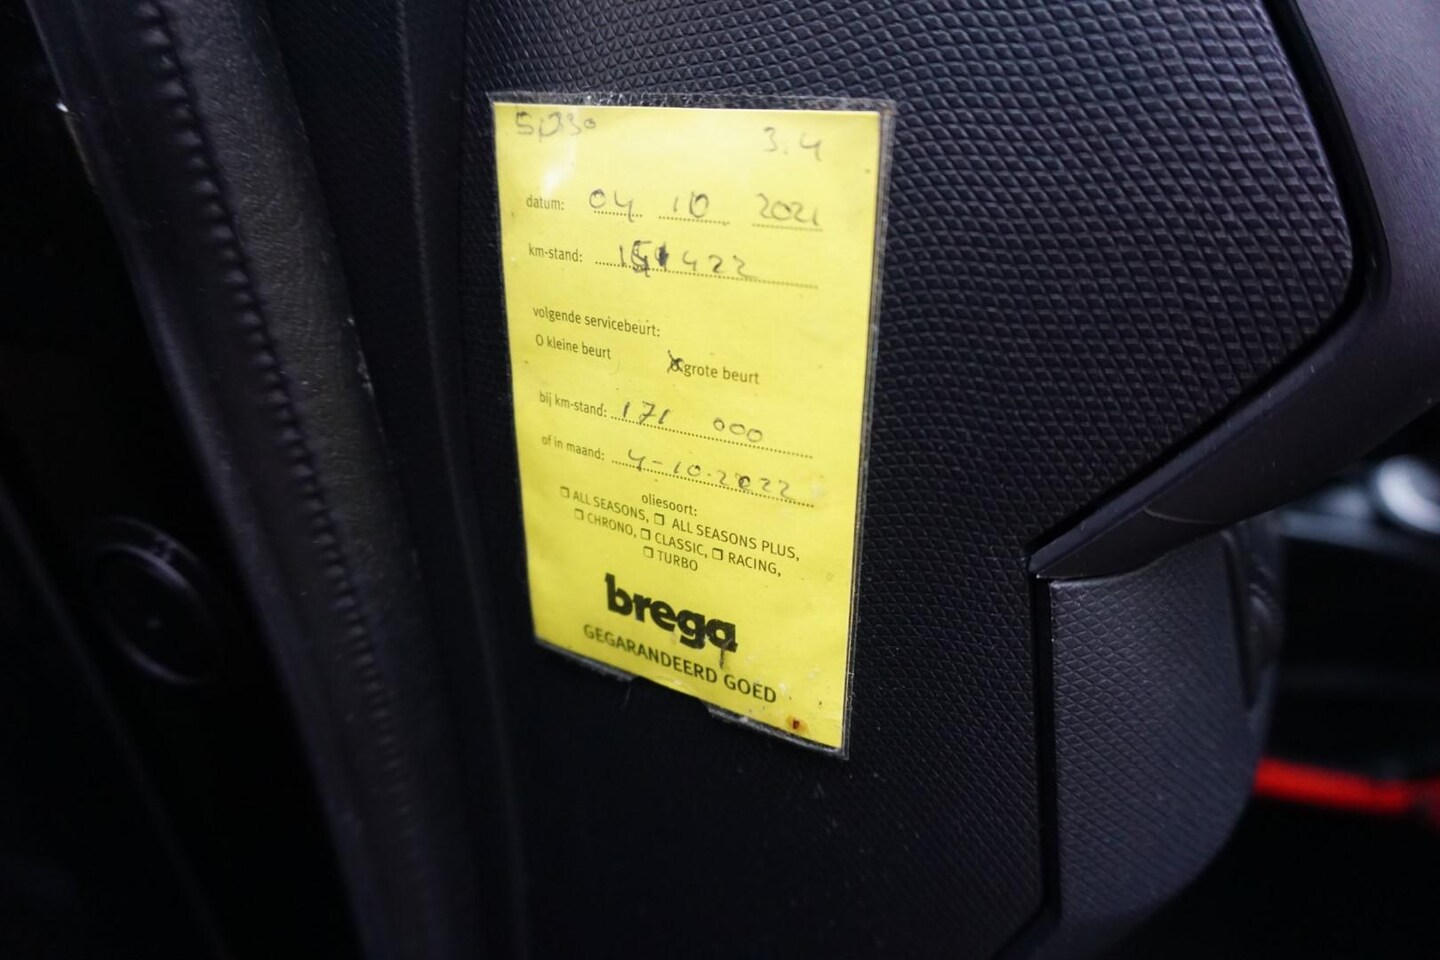 5W30 3.4
datum: 04 10 2021
km-stand: 151422
volgende servicebeurt:
O kleine beurt O grote beurt
bij km-stand: 171 000
of in maand: 4-10-2022
oliesoort:
❒ ALL SEASONS, ❒ ALL SEASONS PLUS,
❒ CHRONO, ❒ CLASSIC, ❒ RACING,
❒ TURBO
brega
GEGARANDEERD GOED